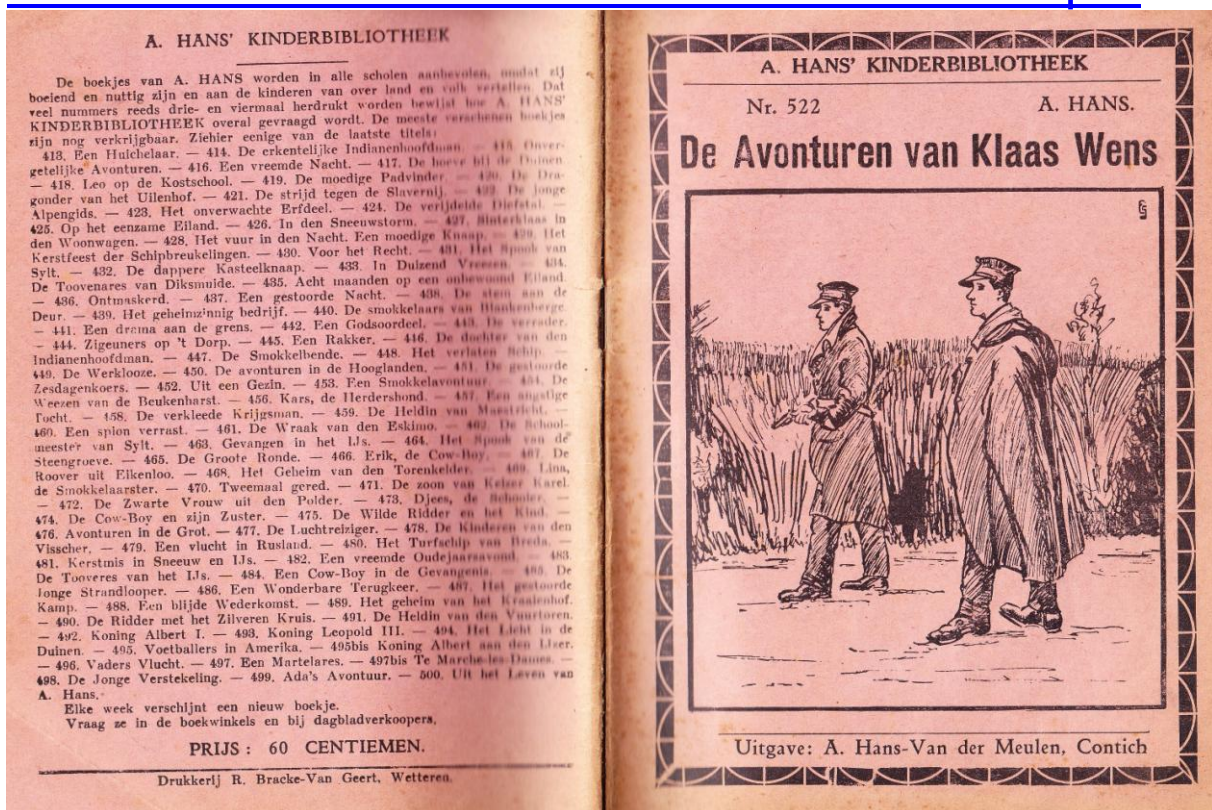 A. HANS' KINDERBIBLIOTHEEK
De boekjes van A. HANS worden in alle scholen aanbevolen, omdat zij
boeiend en nuttig zijn en aan de kinderen van over land en volk vertellen. Dat
veel nummers reeds drie- en viermaal herdrukt worden bewijst hoe A. HANS'
KINDERBIBLIOTHEEK overal gevraagd wordt. De meeste verschenen boekjes
zijn nog verkrijgbaar. Ziehier eenige van de laatste titels:
413. Een Huichelaar. — 414. De erkentelijke Indianenhoofdman. — 415. Onver-
getelijke Avonturen. — 416. Een vreemde Nacht. — 417. De hoeve bij de Duinen.
— 418. Leo op de Kostschool. — 419. De moedige Padvinder. — 420. De Dra-
gonder van het Uilenhof. — 421. De strijd tegen de Slavernij. — 422. De jonge
Alpengids. — 423. Het onverwachte Erfdeel. — 424. De verijdelde Diefstal. —
425. Op het eenzame Eiland. — 426. In den Sneeuwstorm. — 427. Sinterklaas in
den Woonwagen. — 428. Het vuur in den Nacht. Een moedige Knaap. — 429. Het
Kerstfeest der Schipbreukelingen. — 430. Voor het Recht. — 431. Het Spook van
Sylt. — 432. De dappere Kasteelknaap. — 433. In Duizend Vreezen. — 434.
De Toovenares van Diksmuide. — 435. Acht maanden op een onbewoond Eiland.
— 436. Ontmaskerd. — 437. Een gestoorde Nacht. — 438. De stem aan de
Deur. — 439. Het geheimzinnig bedrijf. — 440. De smokkelaars van Blankenberge.
— 441. Een drama aan de grens. — 442. Een Godsoordeel. — 443. De verrader.
— 444. Zigeuners op 't Dorp. — 445. Een Rakker. — 446. De dochter van den
Indianenhoofdman. — 447. De Smokkelbende. — 448. Het verlaten Schip. —
449. De Werklooze. — 450. De avonturen in de Hooglanden. — 451. De gestoorde
Zesdagenkoers. — 452. Uit een Gezin. — 453. Een Smokkelavontuur. — 454. De
Weezen van de Beukenharst. — 456. Kars, de Herdershond. — 457. Een angstige
Tocht. — 458. De verkleede Krijgsman. — 459. De Heldin van Maastricht. —
460. Een spion verrast. — 461. De Wraak van den Eskimo. — 462. De School-
meester van Sylt. — 463. Gevangen in het IJs. — 464. Het Spook van de
Steengroeve. — 465. De Groote Ronde. — 466. Erik, de Cow-Boy. — 467. De
Roover uit Eikenloo. — 468. Het Geheim van den Torenkelder. — 469. Lina,
de Smokkelaarster. — 470. Tweemaal gered. — 471. De zoon van Keizer Karel.
— 472. De Zwarte Vrouw uit den Polder. — 473. Djees, de —
474. De Cow-Boy en zijn Zuster. — 475. De Wilde Ridder en het Kind. —
476. Avonturen in de Grot. — 477. De Luchtreiziger. — 478. De Kinderen van den
Visscher. — 479. Een vlucht in Rusland. — 480. Het Turfschip van Breda. —
481. Kerstmis in Sneeuw en IJs. — 482. Een vreemde Oudejaarsavond. — 483.
De Tooveres van het IJs. — 484. Een Cow-Boy in de Gevangenis. — 485. De
Jonge Strandlooper. — 486. Een Wonderbare Terugkeer. — 487. Het gestoorde
Kamp. — 488. Een blijde Wederkomst. — 489. Het geheim van het Kraaienhof.
— 490. De Ridder met het Zilveren Kruis. — 491. De Heldin van den Vuurtoren.
— 492. Koning Albert I. — 493. Koning Leopold III. — 494. Het Licht in de
Duinen. — 495. Voetballers in Amerika. — 495bis Koning Albert aan den IJzer.
— 496. Vaders Vlucht. — 497. Een Martelares. — 497bis Te Marche-les-Dames. —
498. De Jonge Verstekeling. — 499. Ada's Avontuur. — 500. Uit het Leven van
A. Hans.
Elke week verschijnt een nieuw boekje.
Vraag ze in de boekwinkels en bij dagbladverkoopers.
PRIJS : 60 CENTIEMEN.
Drukkerij R. Bracke-Van Geert, Wetteren.
A. HANS' KINDERBIBLIOTHEEK
Nr. 522 A. HANS.
De Avonturen van Klaas Wens
Uitgave: A. Hans-Van der Meulen, Contich